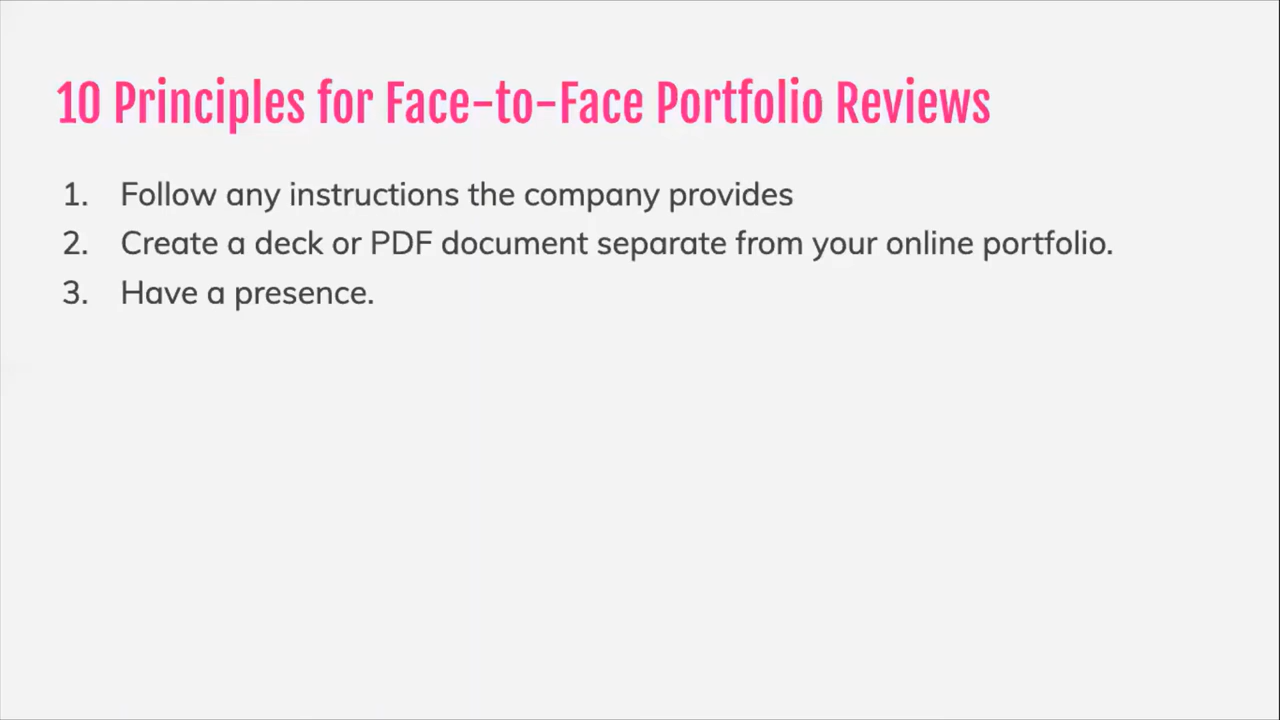 10 Principles for Face-to-Face Portfolio Reviews
1. Follow any instructions the company provides
2. Create a deck or PDF document separate from your online portfolio.
3. Have a presence.